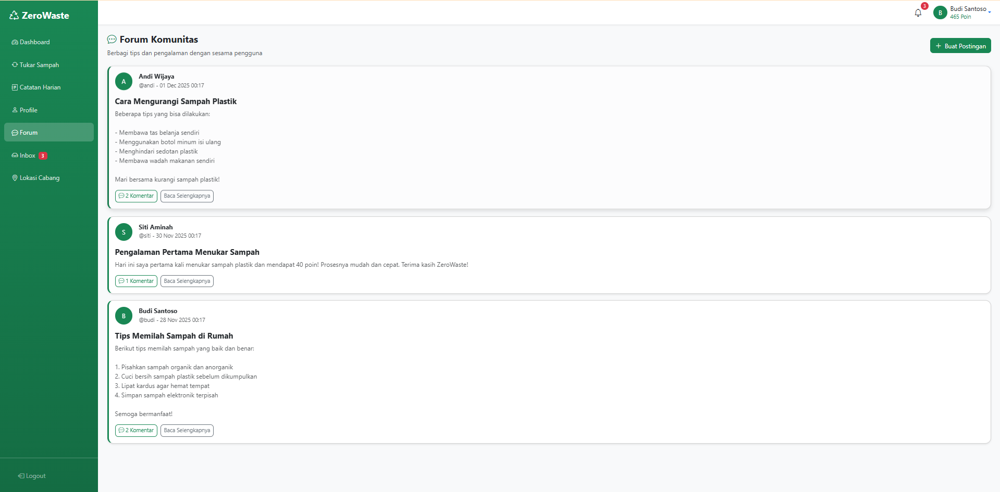 ZeroWaste
Dashboard
Tukar Sampah
Catatan Harian
Profile
Forum
Inbox 3
Lokasi Cabang
Logout
3
B
Budi Santoso
465 Poin
Forum Komunitas
Berbagi tips dan pengalaman dengan sesama pengguna
+ Buat Postingan
A
Andi Wijaya
@andi - 01 Dec 2025 00:17
Cara Mengurangi Sampah Plastik
Beberapa tips yang bisa dilakukan:
- Membawa tas belanja sendiri
- Menggunakan botol minum isi ulang
- Menghindari sedotan plastik
- Membawa wadah makanan sendiri
Mari bersama kurangi sampah plastik!
2 Komentar Baca Selengkapnya
S
Siti Aminah
@siti - 30 Nov 2025 00:17
Pengalaman Pertama Menukar Sampah
Hari ini saya pertama kali menukar sampah plastik dan mendapat 40 poin! Prosesnya mudah dan cepat. Terima kasih ZeroWaste!
1 Komentar Baca Selengkapnya
B
Budi Santoso
@budi - 28 Nov 2025 00:17
Tips Memilah Sampah di Rumah
Berikut tips memilah sampah yang baik dan benar:
1. Pisahkan sampah organik dan anorganik
2. Cuci bersih sampah plastik sebelum dikumpulkan
3. Lipat kardus agar hemat tempat
4. Simpan sampah elektronik terpisah
Semoga bermanfaat!
2 Komentar Baca Selengkapnya